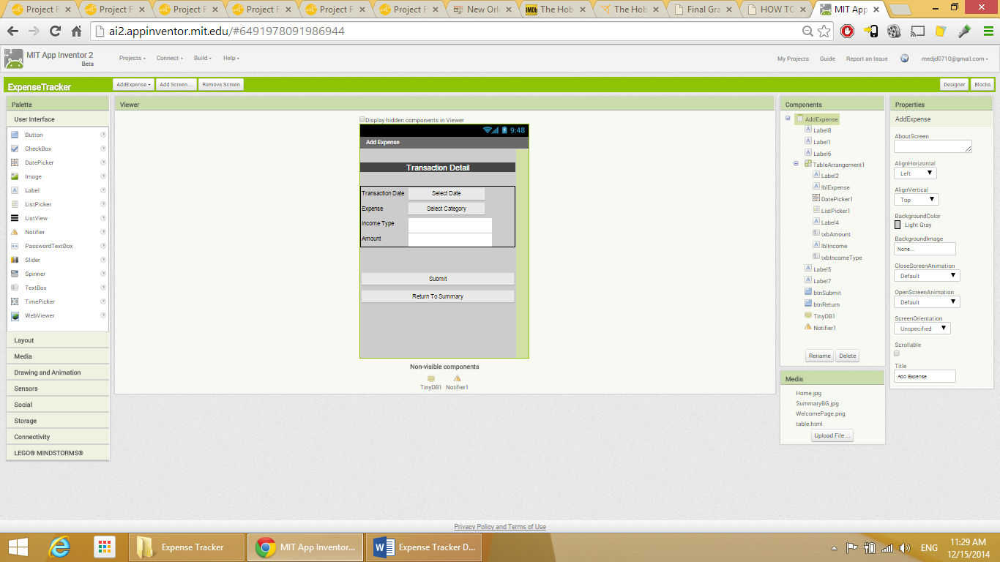 Project F
Project F
Project F
Project F
Project F
Project F
New Orl
The Hob
The Hob
Final Gra
HOW TO
MIT App
ai2.appinventor.mit.edu/#6491978091986944
MIT App Inventor 2
Beta
Projects
Connect
Build
Help
My Projects
Guide
Report an Issue
medjd0710@gmail.com
ExpenseTracker
AddExpense
Add Screen ...
Remove Screen
Designer
Blocks
Palette
User Interface
Button
CheckBox
DatePicker
Image
Label
ListPicker
ListView
Notifier
PasswordTextBox
Slider
Spinner
TextBox
TimePicker
WebViewer
Layout
Media
Drawing and Animation
Sensors
Social
Storage
Connectivity
LEGO® MINDSTORMS®
Viewer
Display hidden components in Viewer
9:48
Add Expense
Transaction Detail
Transaction Date Select Date
Expense Select Category
Income Type
Amount
Submit
Return To Summary
Non-visible components
TinyDB1 Notifier1
Components
AddExpense
Label8
Label1
Label6
TableArrangement1
Label2
lblExpense
DatePicker1
ListPicker1
Label4
txbAmount
lblIncome
txbIncomeType
Label5
Label7
btnSubmit
btnReturn
TinyDB1
Notifier1
Rename Delete
Media
Home.jpg
SummaryBG.jpg
WelcomePage.png
table.html
Upload File ...
Properties
AddExpense
AboutScreen
AlignHorizontal
Left
AlignVertical
Top
BackgroundColor
Light Gray
BackgroundImage
None...
CloseScreenAnimation
Default
OpenScreenAnimation
Default
ScreenOrientation
Unspecified
Scrollable
Title
Add Expense
Privacy Policy and Terms of Use
Expense Tracker
MIT App Inventor...
Expense Tracker D...
ENG
11:29 AM
12/15/2014